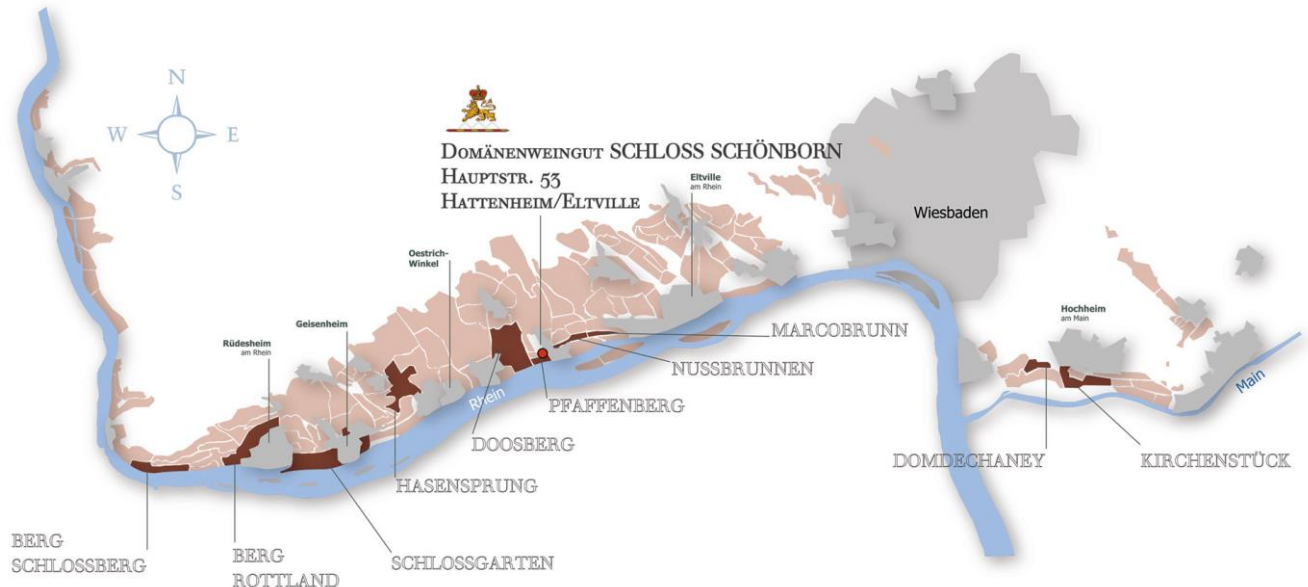 N
W
E
S
DOMÄNENWEINGUT SCHLOSS SCHÖNBORN
HAUPTSTR. 53
HATTENHEIM/ELTVILLE
Eltville
am Rhein
Wiesbaden
Oestrich-
Winkel
Hochheim
am Main
Geisenheim
Rüdesheim
am Rhein
MARCOBRUNN
NUSSBRUNNEN
Rhein
Main
PFAFFENBERG
DOOSBERG
DOMDECHANEY
KIRCHENSTÜCK
HASENSPRUNG
BERG
SCHLOSSBERG
BERG
ROTTLAND
SCHLOSSGARTEN